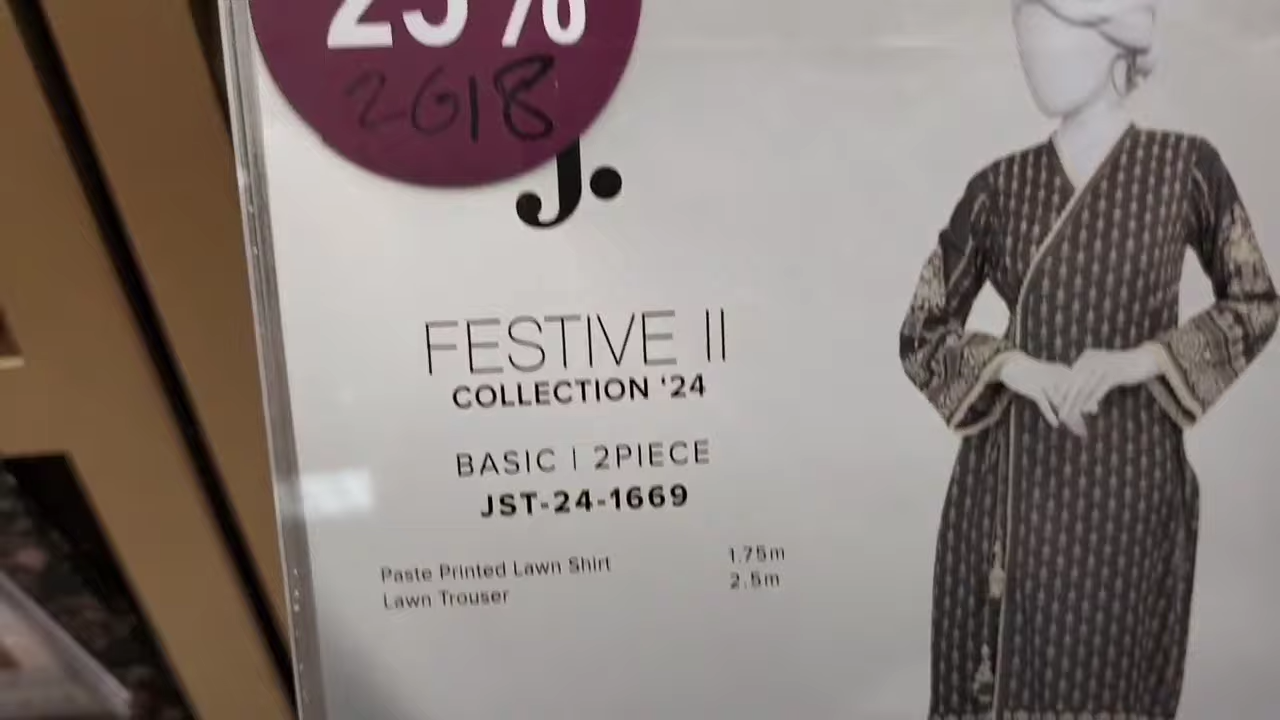 25%
2618
J.
FESTIVE II
COLLECTION '24
BASIC | 2PIECE
JST-24-1669
Paste Printed Lawn Shirt 1.75m
Lawn Trouser 2.5m